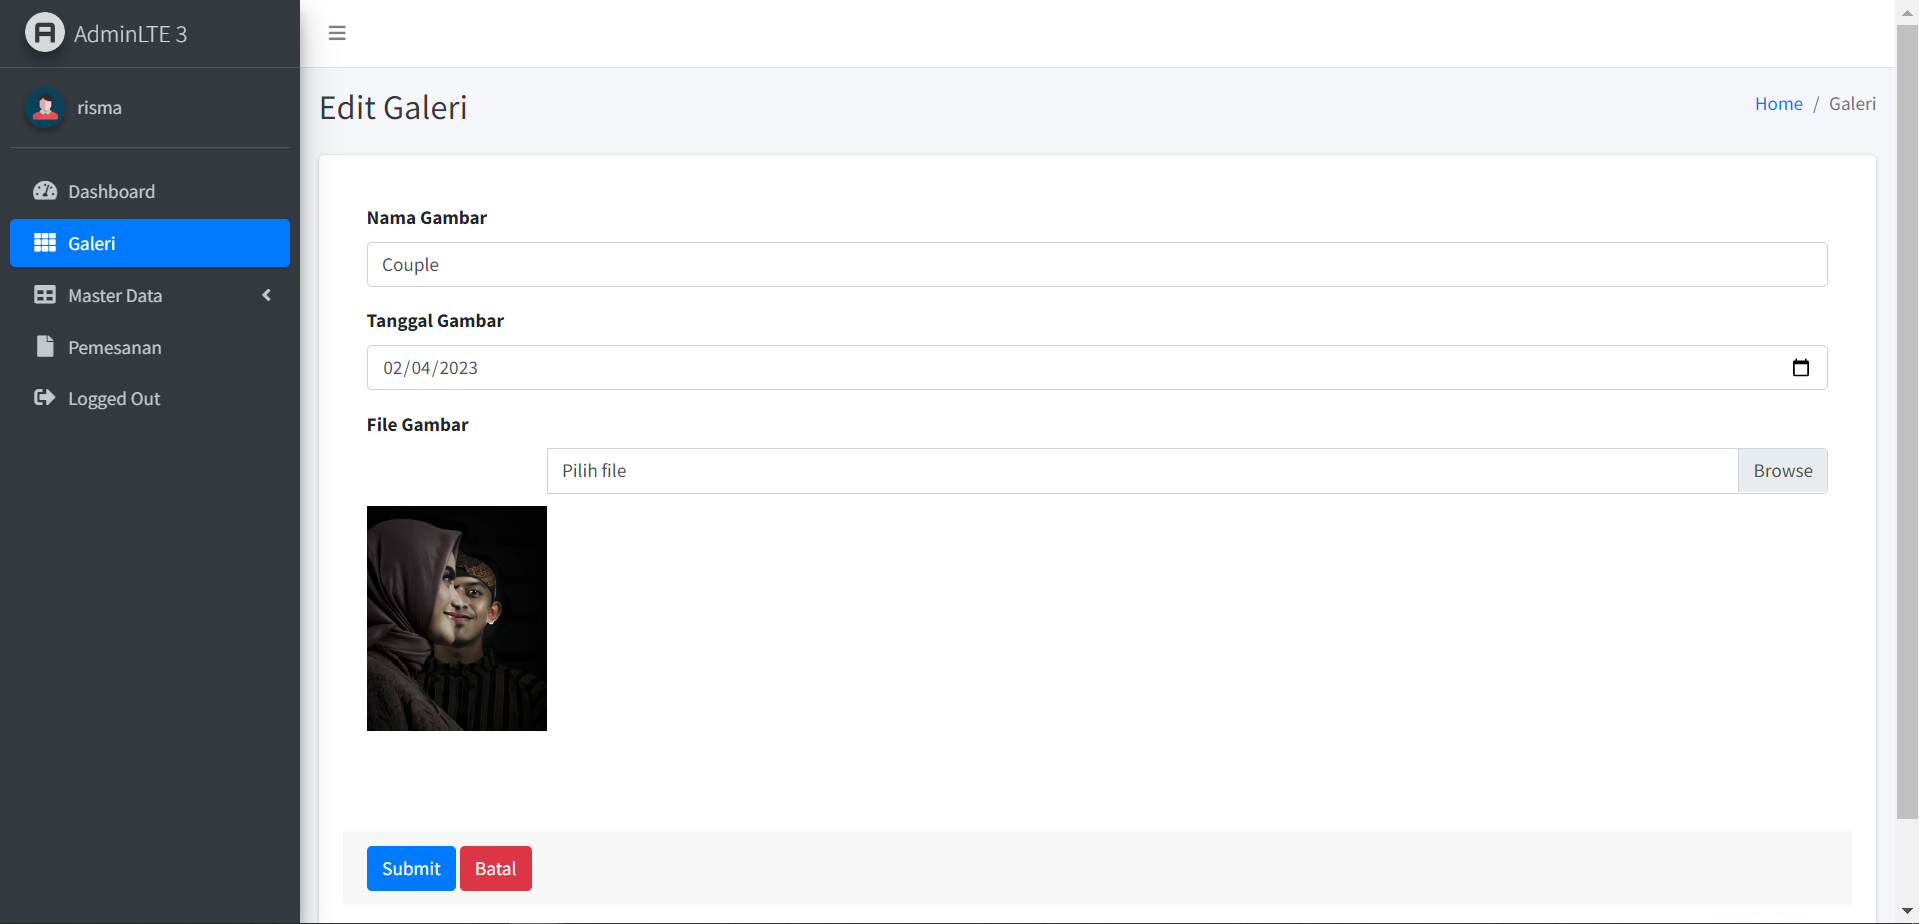 AdminLTE 3
risma
Dashboard
Galeri
Master Data
Pemesanan
Logged Out
Edit Galeri
Home / Galeri
Nama Gambar
Couple
Tanggal Gambar
02/04/2023
File Gambar
Pilih file
Browse
Submit
Batal